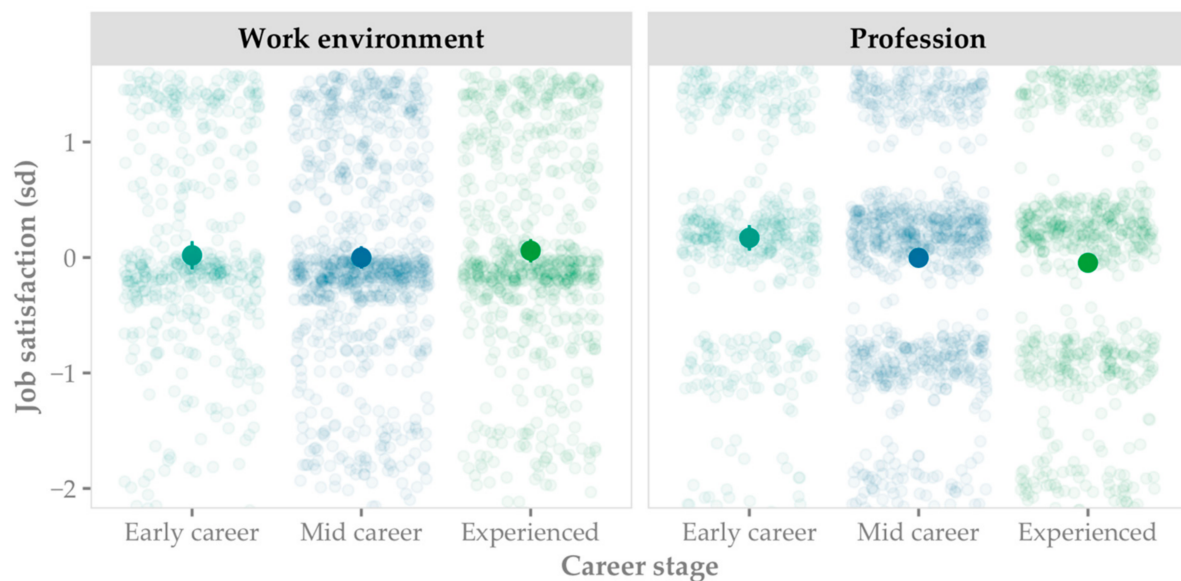 Work environment
Profession
Job satisfaction (sd)
1
0
−1
−2
Early career
Mid career
Experienced
Early career
Mid career
Experienced
Career stage